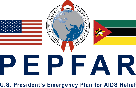 PEPFAR
U.S. President's Emergency Plan for AIDS Relief